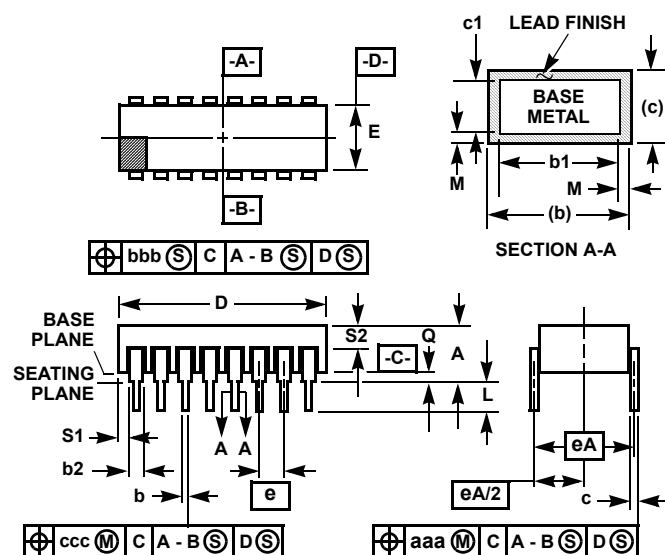 c1
LEAD FINISH
-A-
-D-
BASE
METAL
(c)
E
b1
M
M
-B-
(b)
bbb Ⓢ C A - B Ⓢ D Ⓢ
SECTION A-A
D
BASE
PLANE
S2
Q
-C-
A
SEATING
PLANE
L
S1
A A
eA
b2
e
eA/2
b
c
ccc Ⓜ C A - B Ⓢ D Ⓢ
aaa Ⓜ C A - B Ⓢ D Ⓢ